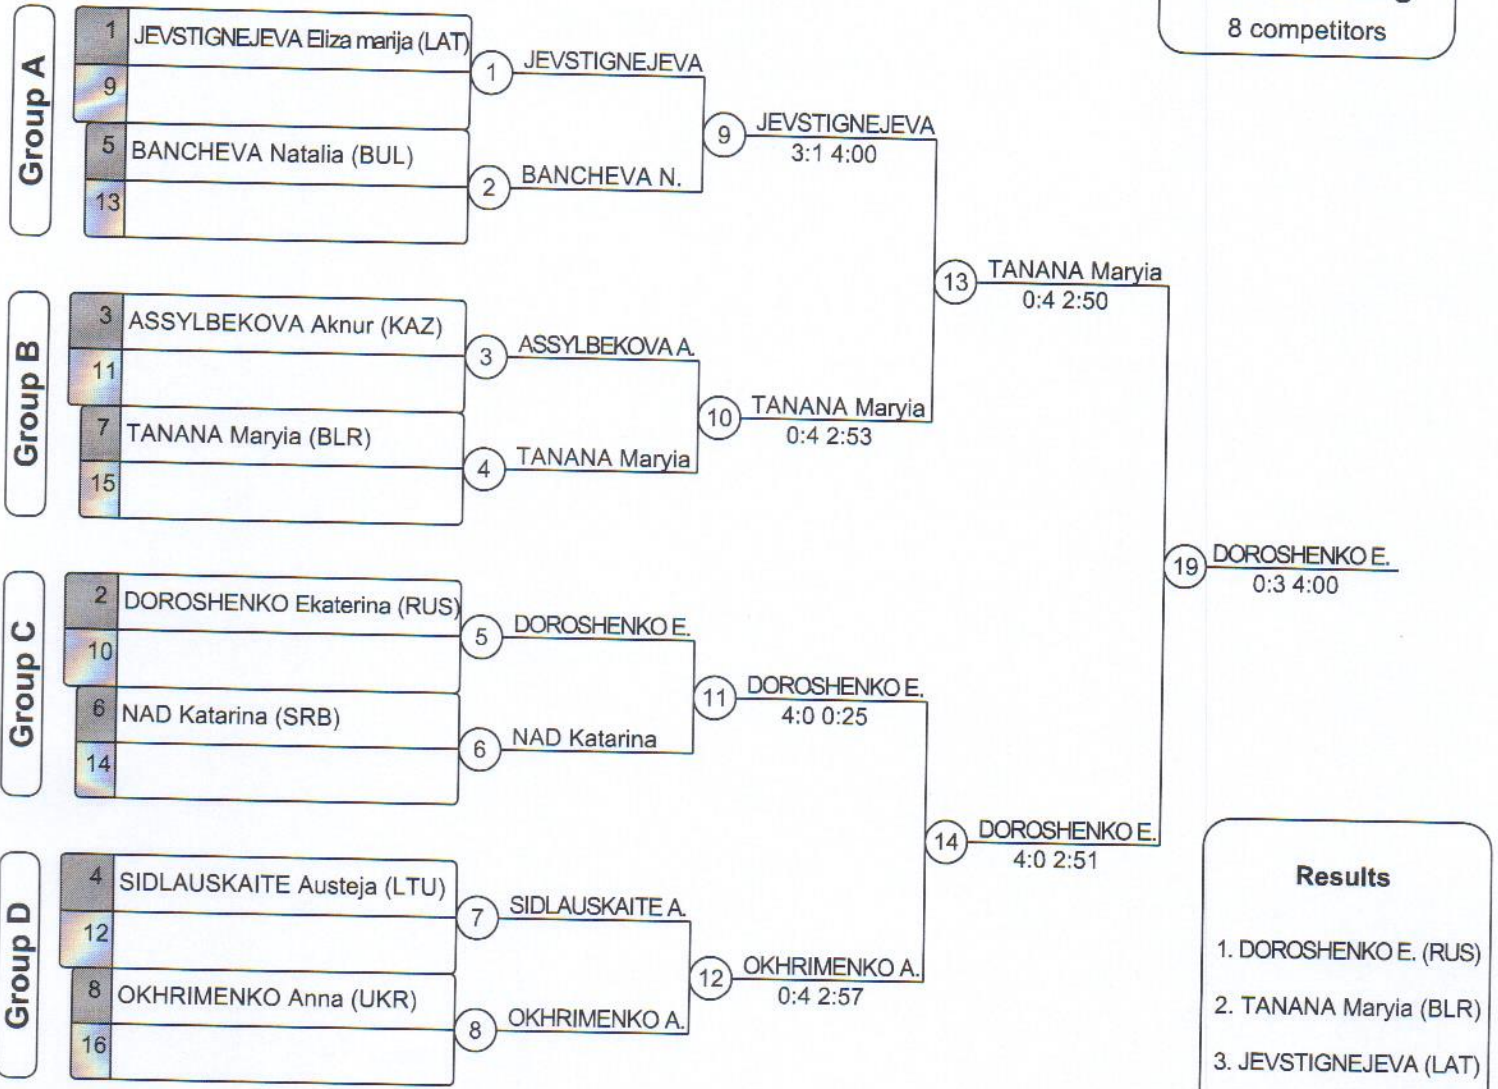 8 competitors
Group A
1 JEVSTIGNEJEVA Eliza marija (LAT)
9
5 BANCHEVA Natalia (BUL)
13
1 JEVSTIGNEJEVA
2 BANCHEVA N.
9 JEVSTIGNEJEVA
3:1 4:00
Group B
3 ASSYLBEKOVA Aknur (KAZ)
11
7 TANANA Maryia (BLR)
15
3 ASSYLBEKOVA A.
4 TANANA Maryia
10 TANANA Maryia
0:4 2:53
13 TANANA Maryia
0:4 2:50
Group C
2 DOROSHENKO Ekaterina (RUS)
10
6 NAD Katarina (SRB)
14
5 DOROSHENKO E.
6 NAD Katarina
11 DOROSHENKO E.
4:0 0:25
Group D
4 SIDLAUSKAITE Austeja (LTU)
12
8 OKHRIMENKO Anna (UKR)
16
7 SIDLAUSKAITE A.
8 OKHRIMENKO A.
12 OKHRIMENKO A.
0:4 2:57
14 DOROSHENKO E.
4:0 2:51
19 DOROSHENKO E.
0:3 4:00
Results
1. DOROSHENKO E. (RUS)
2. TANANA Maryia (BLR)
3. JEVSTIGNEJEVA (LAT)